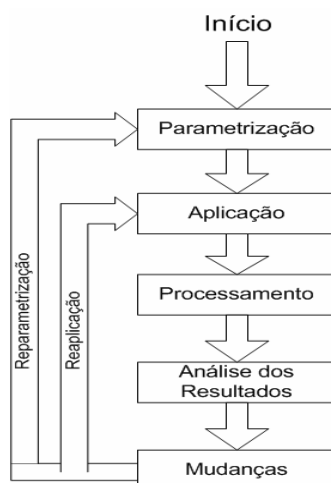 Início
Parametrização
Aplicação
Processamento
Análise dos
Resultados
Mudanças
Reparametrização
Reaplicação